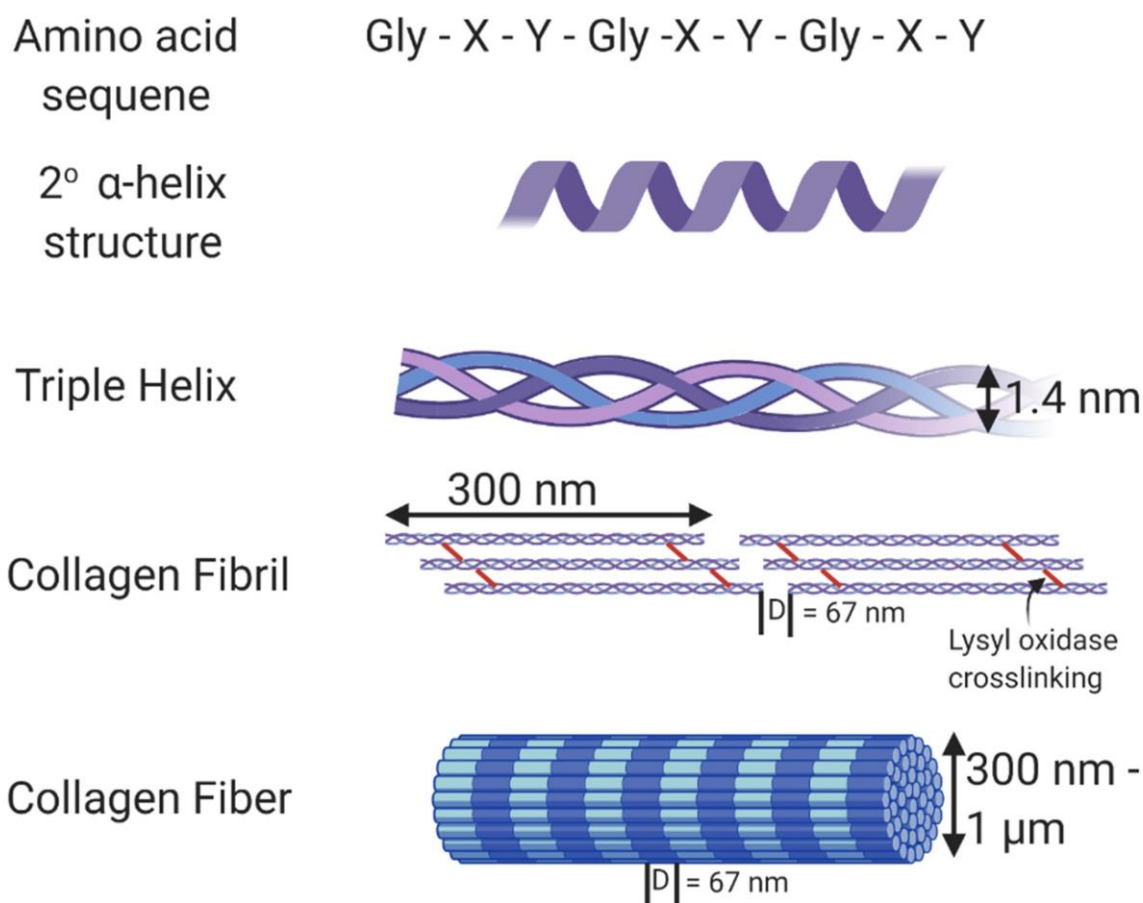 Amino acid
sequene
Gly - X - Y - Gly -X - Y - Gly - X - Y
2º α-helix
structure
Triple Helix
1.4 nm
300 nm
Collagen Fibril
D = 67 nm
Lysyl oxidase
crosslinking
Collagen Fiber
300 nm -
1 μm
D = 67 nm